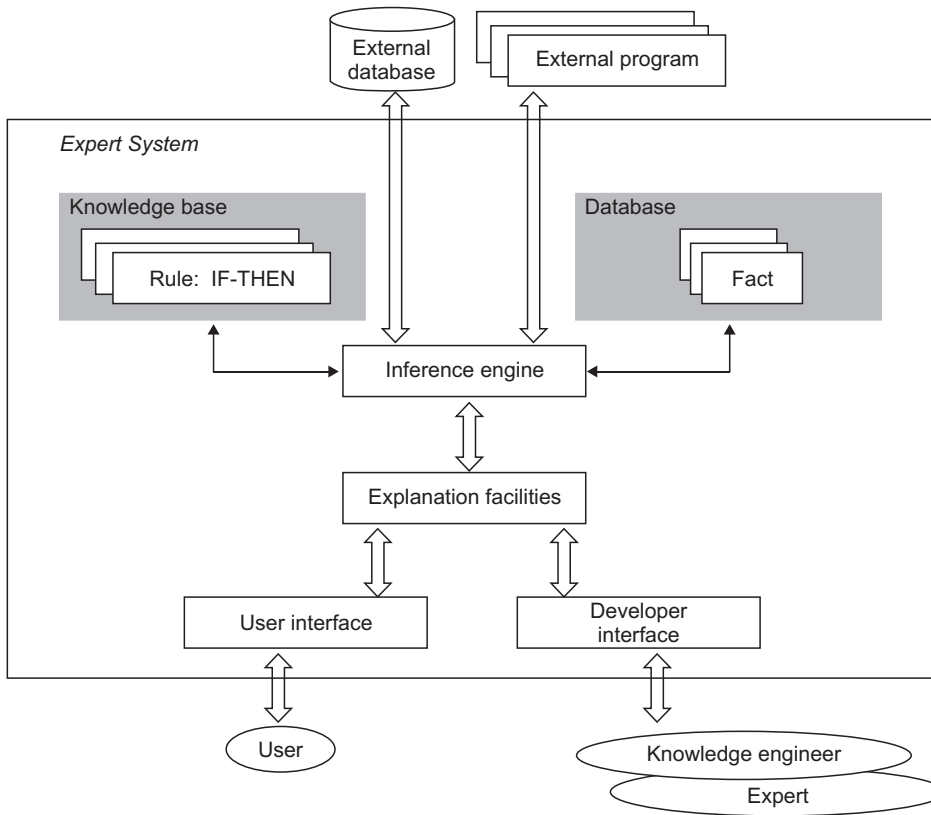 External
database
External program
Expert System
Knowledge base
Rule: IF-THEN
Database
Fact
Inference engine
Explanation facilities
User interface
Developer
interface
User
Knowledge engineer
Expert